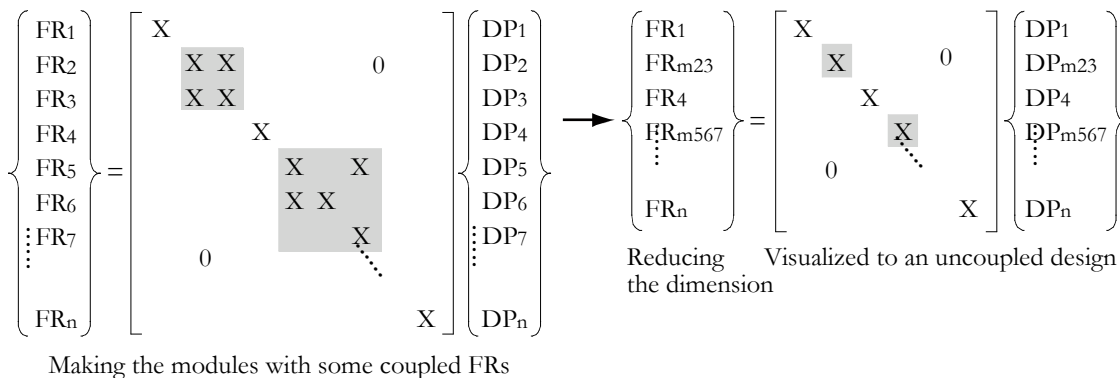 FR1 X DP1
FR2 X X 0 DP2
FR3 X X DP3
FR4 X DP4
FR5 = X X DP5
FR6 X X DP6
FR7 X DP7
0
FRn X DPn
Making the modules with some coupled FRs
FR1 X DP1
FRm23 X 0 DPm23
FR4 = X DP4
FRm567 X DPm567
0
FRn X DPn
Reducing
the dimension
Visualized to an uncoupled design